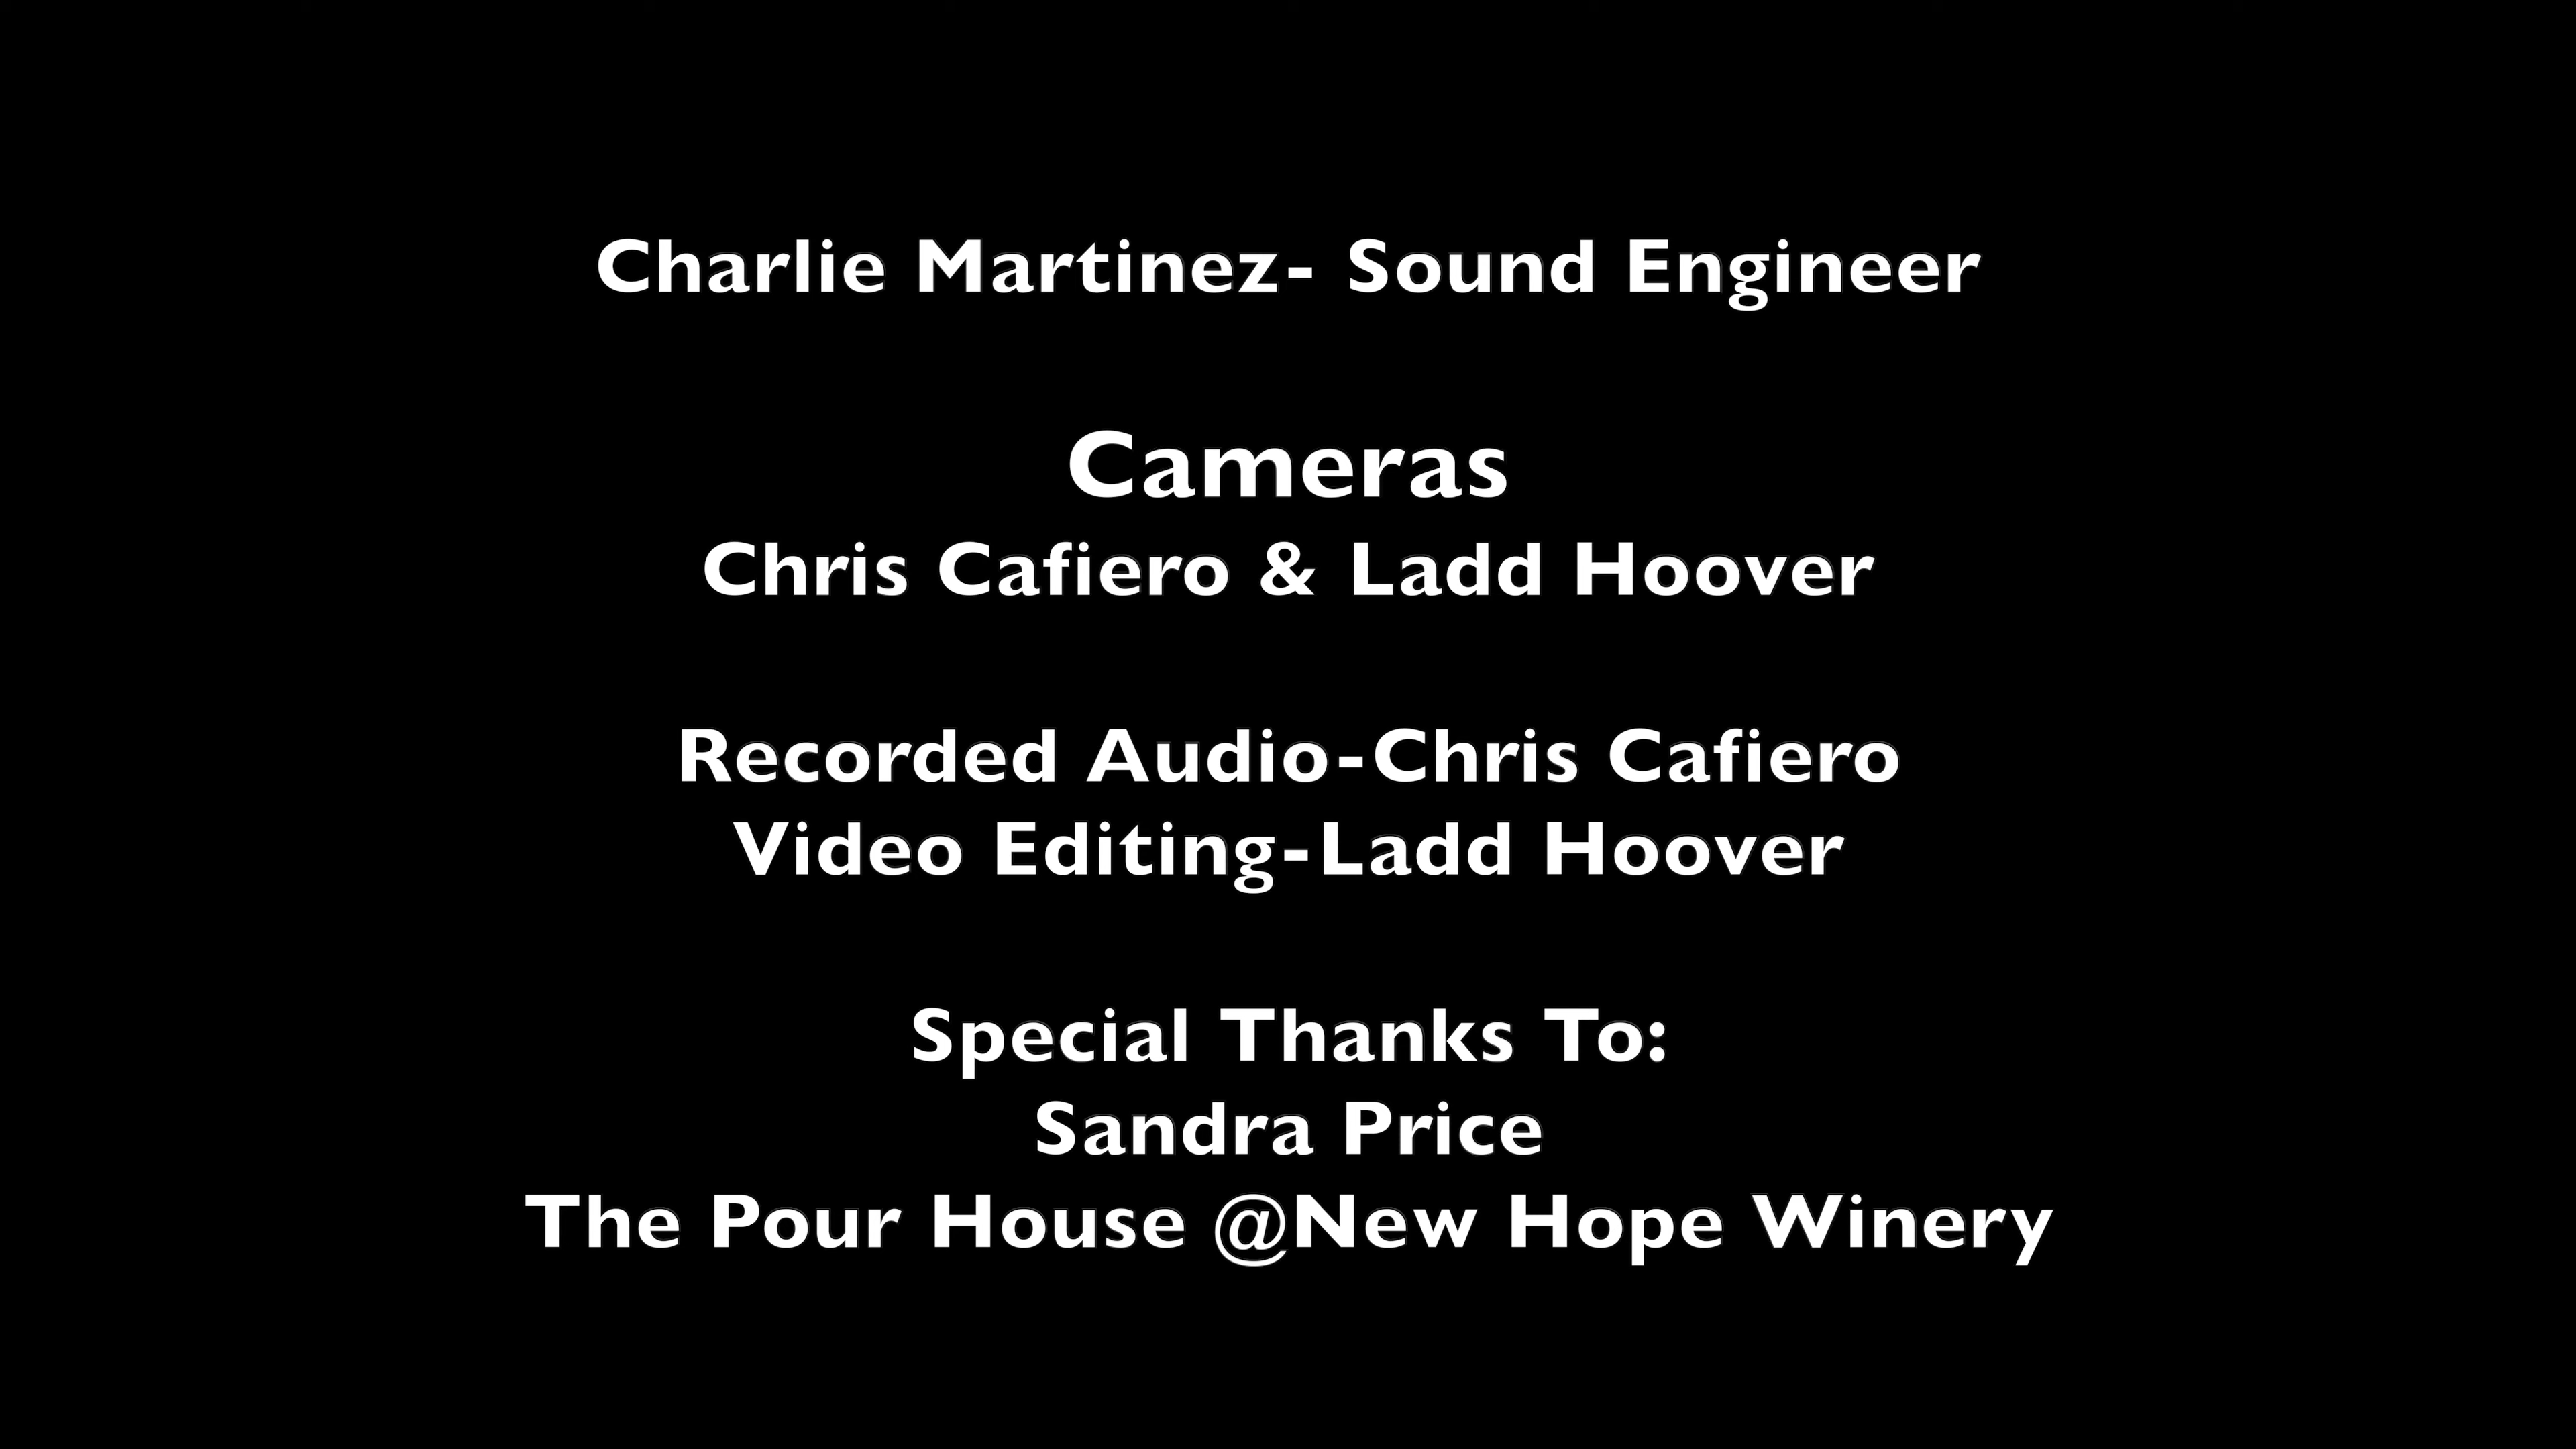 Charlie Martinez- Sound Engineer
Cameras
Chris Cafiero & Ladd Hoover
Recorded Audio-Chris Cafiero
Video Editing-Ladd Hoover
Special Thanks To:
Sandra Price
The Pour House @New Hope Winery